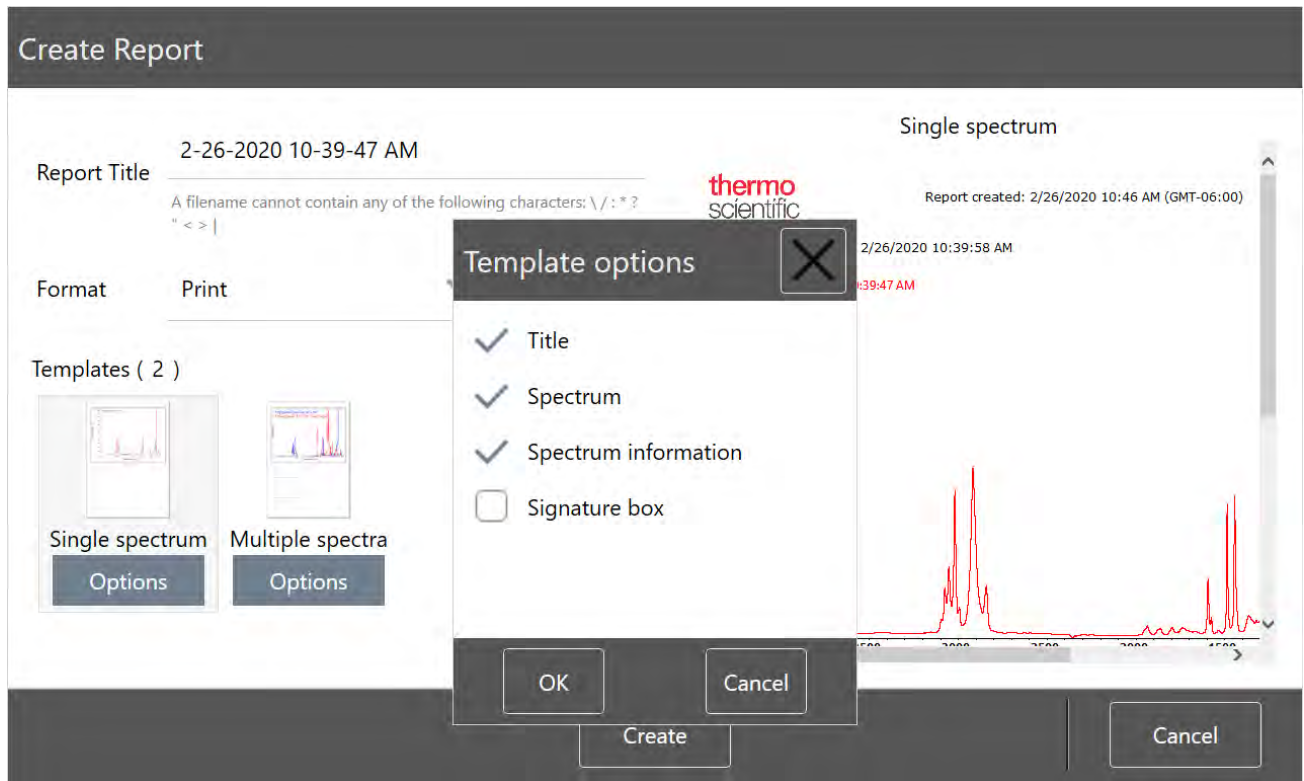 Create Report
Single spectrum
2-26-2020 10-39-47 AM
Report Title
A filename cannot contain any of the following characters: \ / : * ?
" < > |
thermo
scientific
Report created: 2/26/2020 10:46 AM (GMT-06:00)
2/26/2020 10:39:58 AM
:39:47 AM
Template options
Format
Print
Title
Spectrum
Spectrum information
Signature box
Templates ( 2 )
Single spectrum
Multiple spectra
Options
Options
OK
Cancel
Create
Cancel